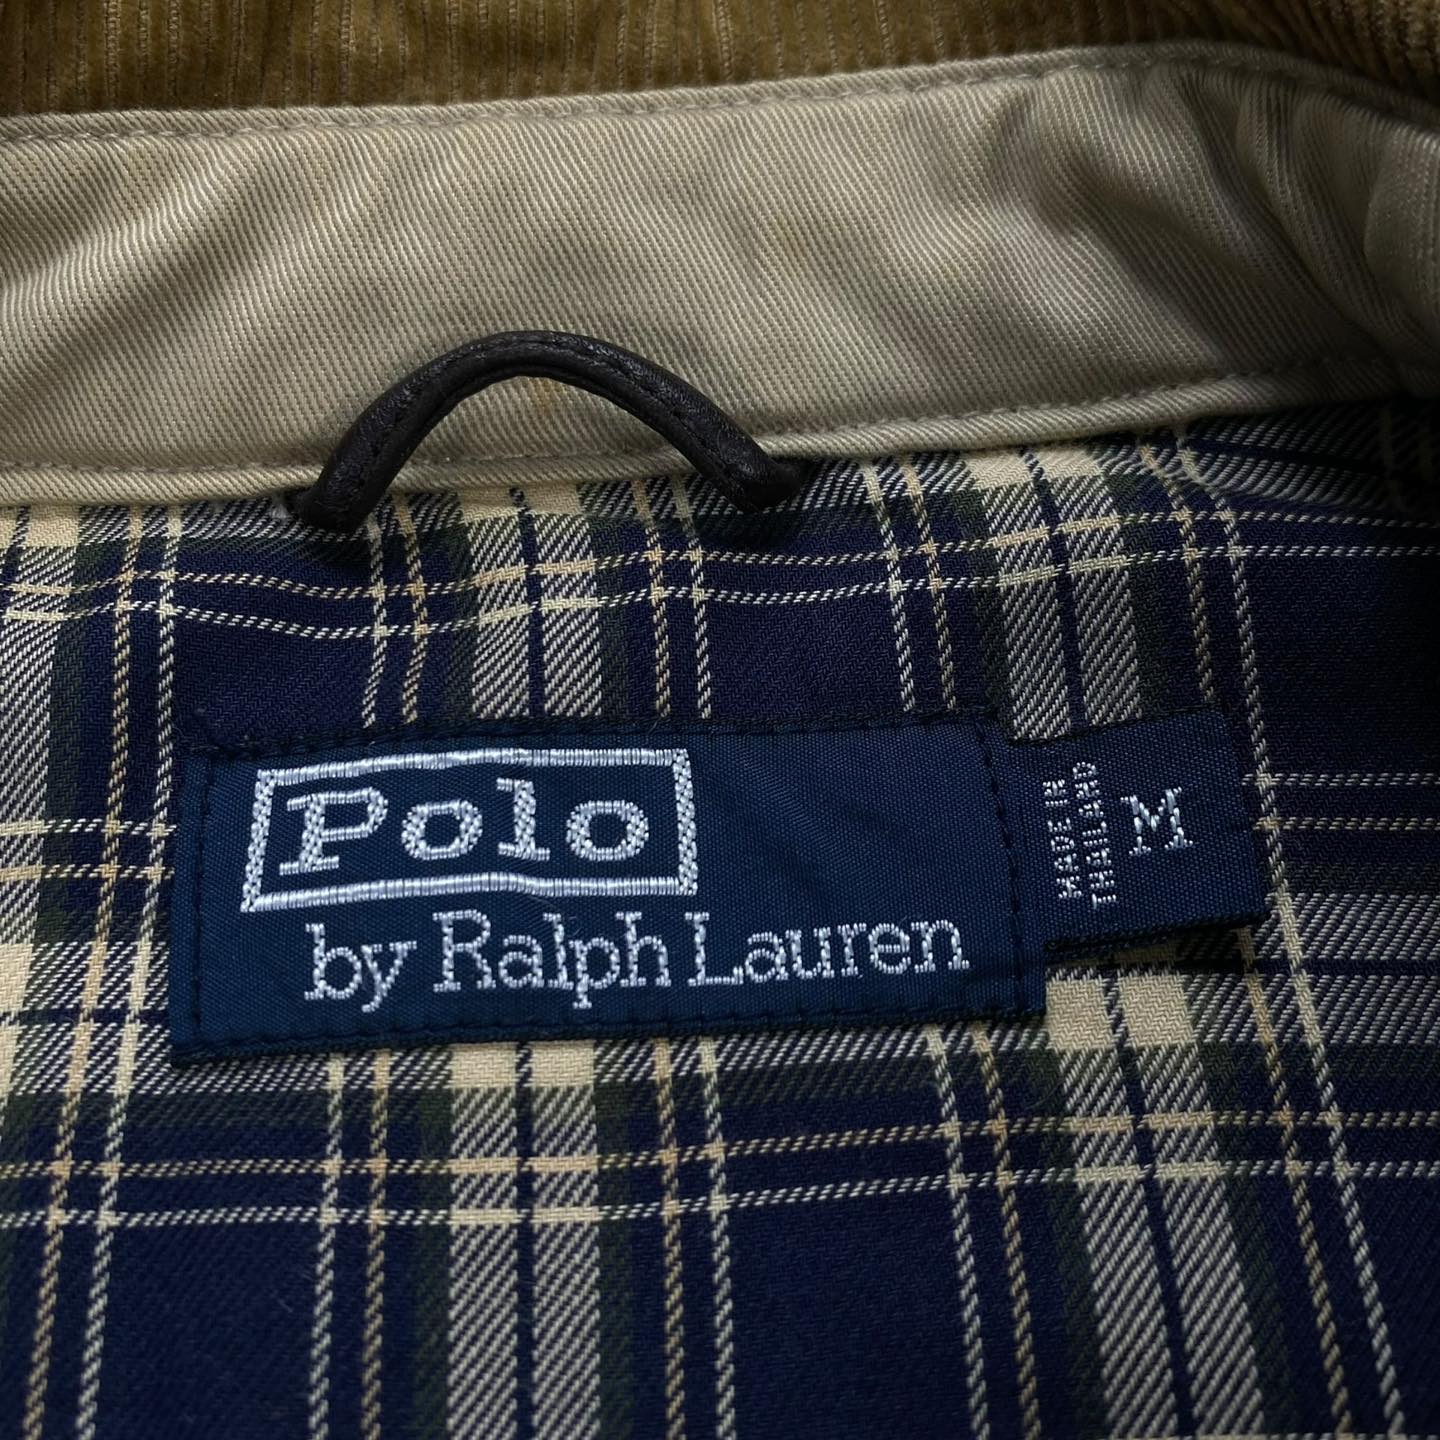 Polo
by Ralph Lauren
MADE IN
THAILAND
M